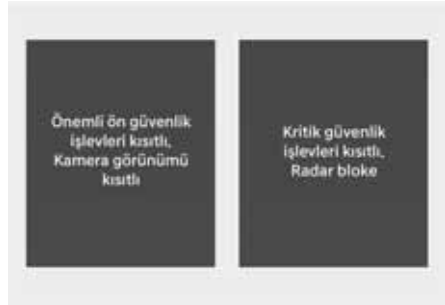 Önemli ön güvenlik
işlevleri kısıtlı,
Kamera görünümü
kısıtlı
Kritik güvenlik
işlevleri kısıtlı,
Radar bloke